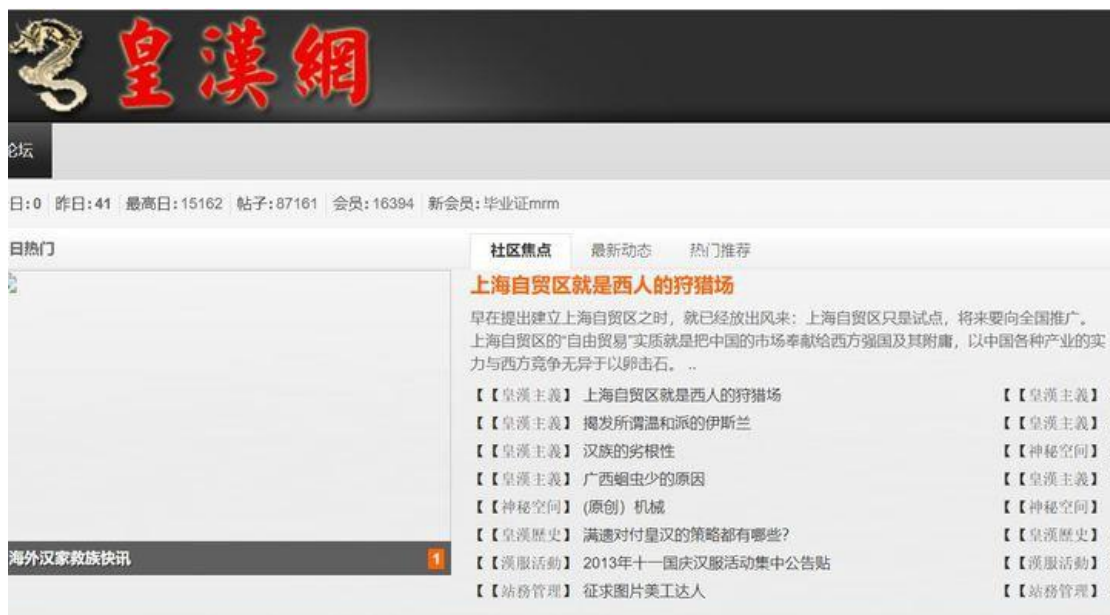 皇漢網
论坛
日:0 昨日:41 最高日:15162 帖子:87161 会员:16394 新会员:毕业证mrm
日热门
社区焦点 最新动态 热门推荐
上海自贸区就是西人的狩猎场
早在提出建立上海自贸区之时，就已经放出风来：上海自贸区只是试点，将来要向全国推广。
上海自贸区的“自由贸易”实质就是把中国的市场奉献给西方强国及其附庸，以中国各种产业的实
力与西方竞争无异于以卵击石。 ..
【【皇漢主義】 上海自贸区就是西人的狩猎场 【【皇漢主義】
【【皇漢主義】 揭发所谓温和派的伊斯兰 【【皇漢主義】
【【皇漢主義】 汉族的劣根性 【【神秘空间】
【【皇漢主義】 广西蛔虫少的原因 【【皇漢主義】
【【神秘空间】 (原创）机械 【【神秘空间】
【【皇漢歷史】 满遗对付皇汉的策略都有哪些? 【【皇漢歷史】
【【漢服活動】 2013年十一国庆汉服活动集中公告贴 【【漢服活動】
【【站務管理】 征求图片美工达人 【【站務管理】
海外汉家救族快讯 1